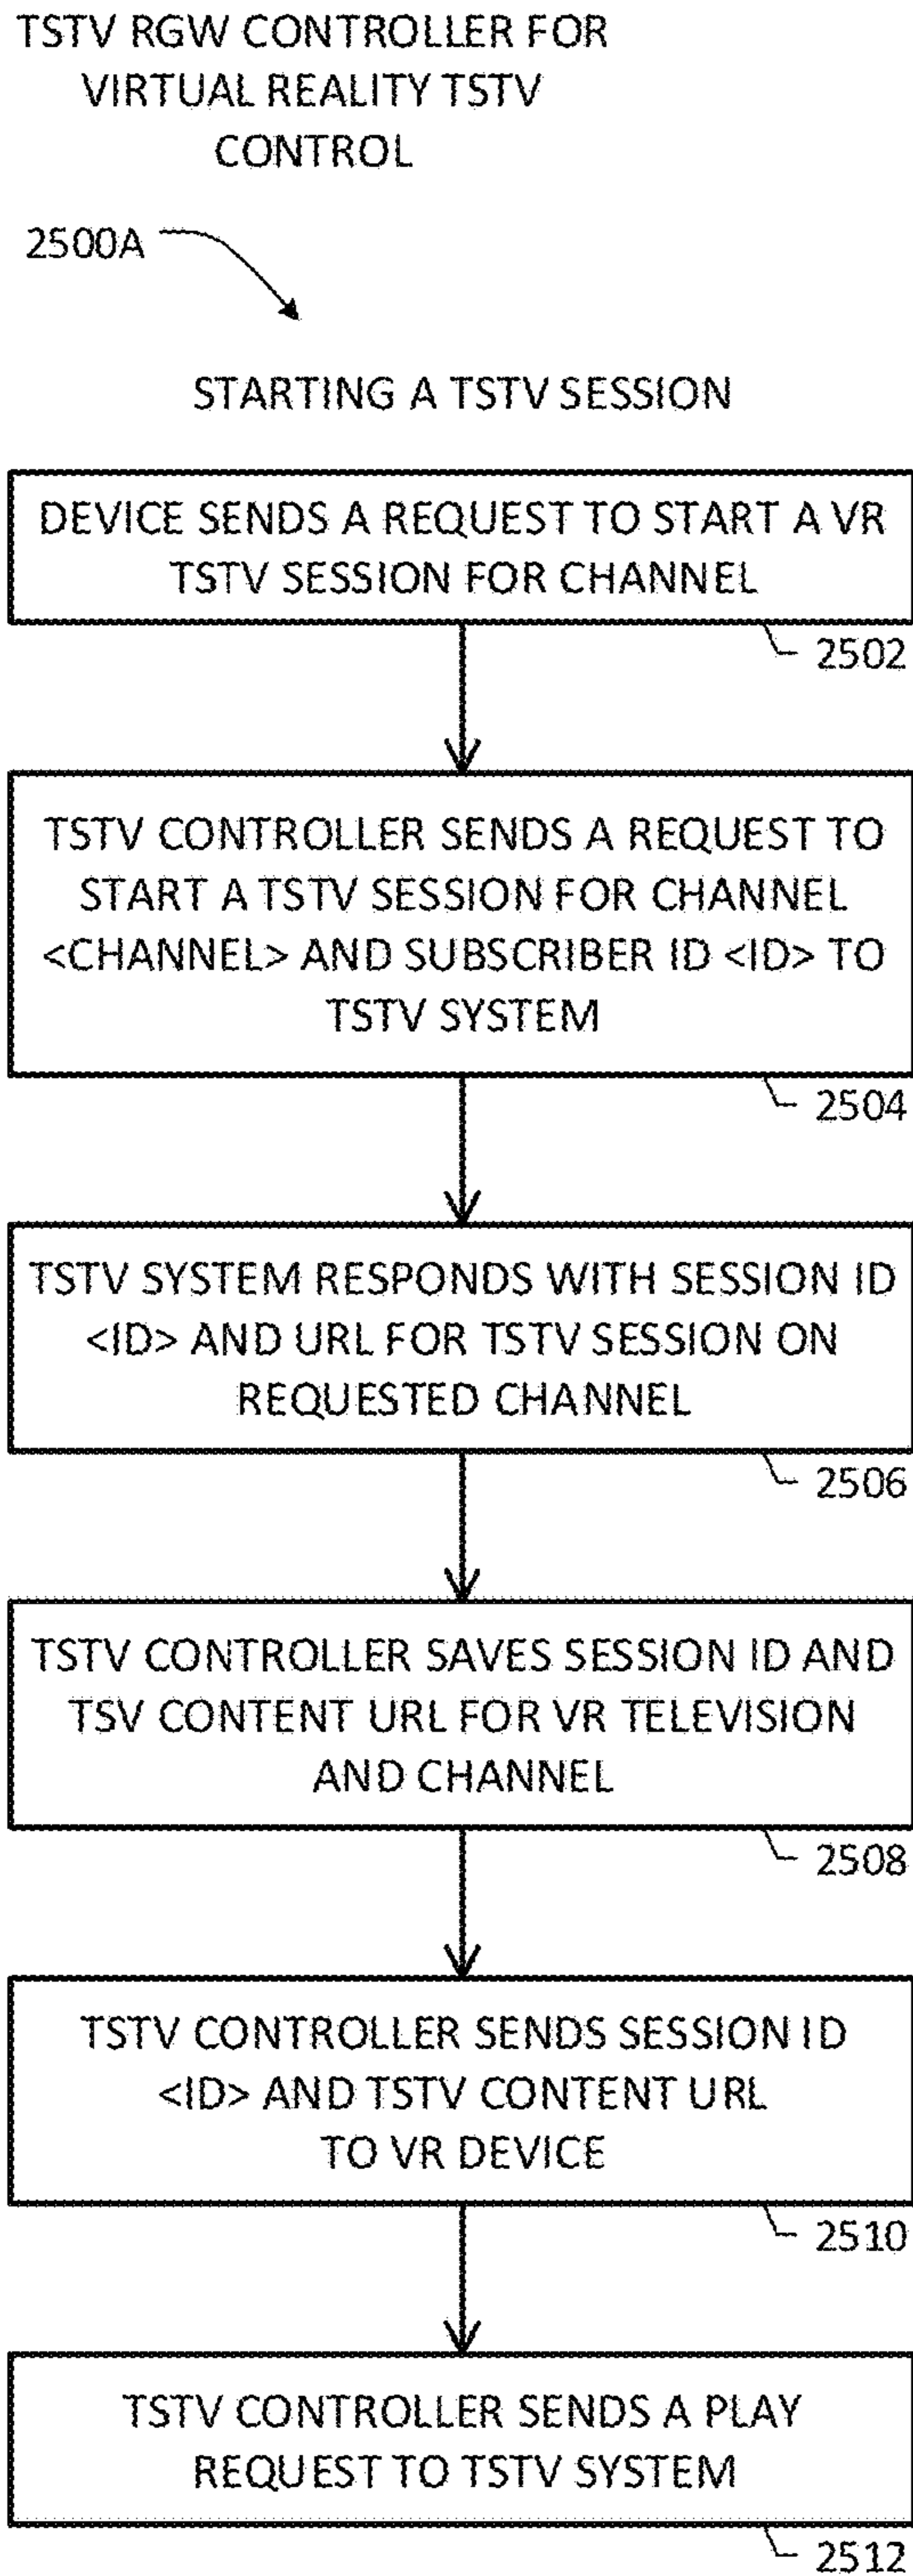 TSTV RGW CONTROLLER FOR
VIRTUAL REALITY TSTV
CONTROL
2500A
STARTING A TSTV SESSION
DEVICE SENDS A REQUEST TO START A VR
TSTV SESSION FOR CHANNEL
2502
TSTV CONTROLLER SENDS A REQUEST TO
START A TSTV SESSION FOR CHANNEL
<CHANNEL> AND SUBSCRIBER ID <ID> TO
TSTV SYSTEM
2504
TSTV SYSTEM RESPONDS WITH SESSION ID
<ID> AND URL FOR TSTV SESSION ON
REQUESTED CHANNEL
2506
TSTV CONTROLLER SAVES SESSION ID AND
TSV CONTENT URL FOR VR TELEVISION
AND CHANNEL
2508
TSTV CONTROLLER SENDS SESSION ID
<ID> AND TSTV CONTENT URL
TO VR DEVICE
2510
TSTV CONTROLLER SENDS A PLAY
REQUEST TO TSTV SYSTEM
2512